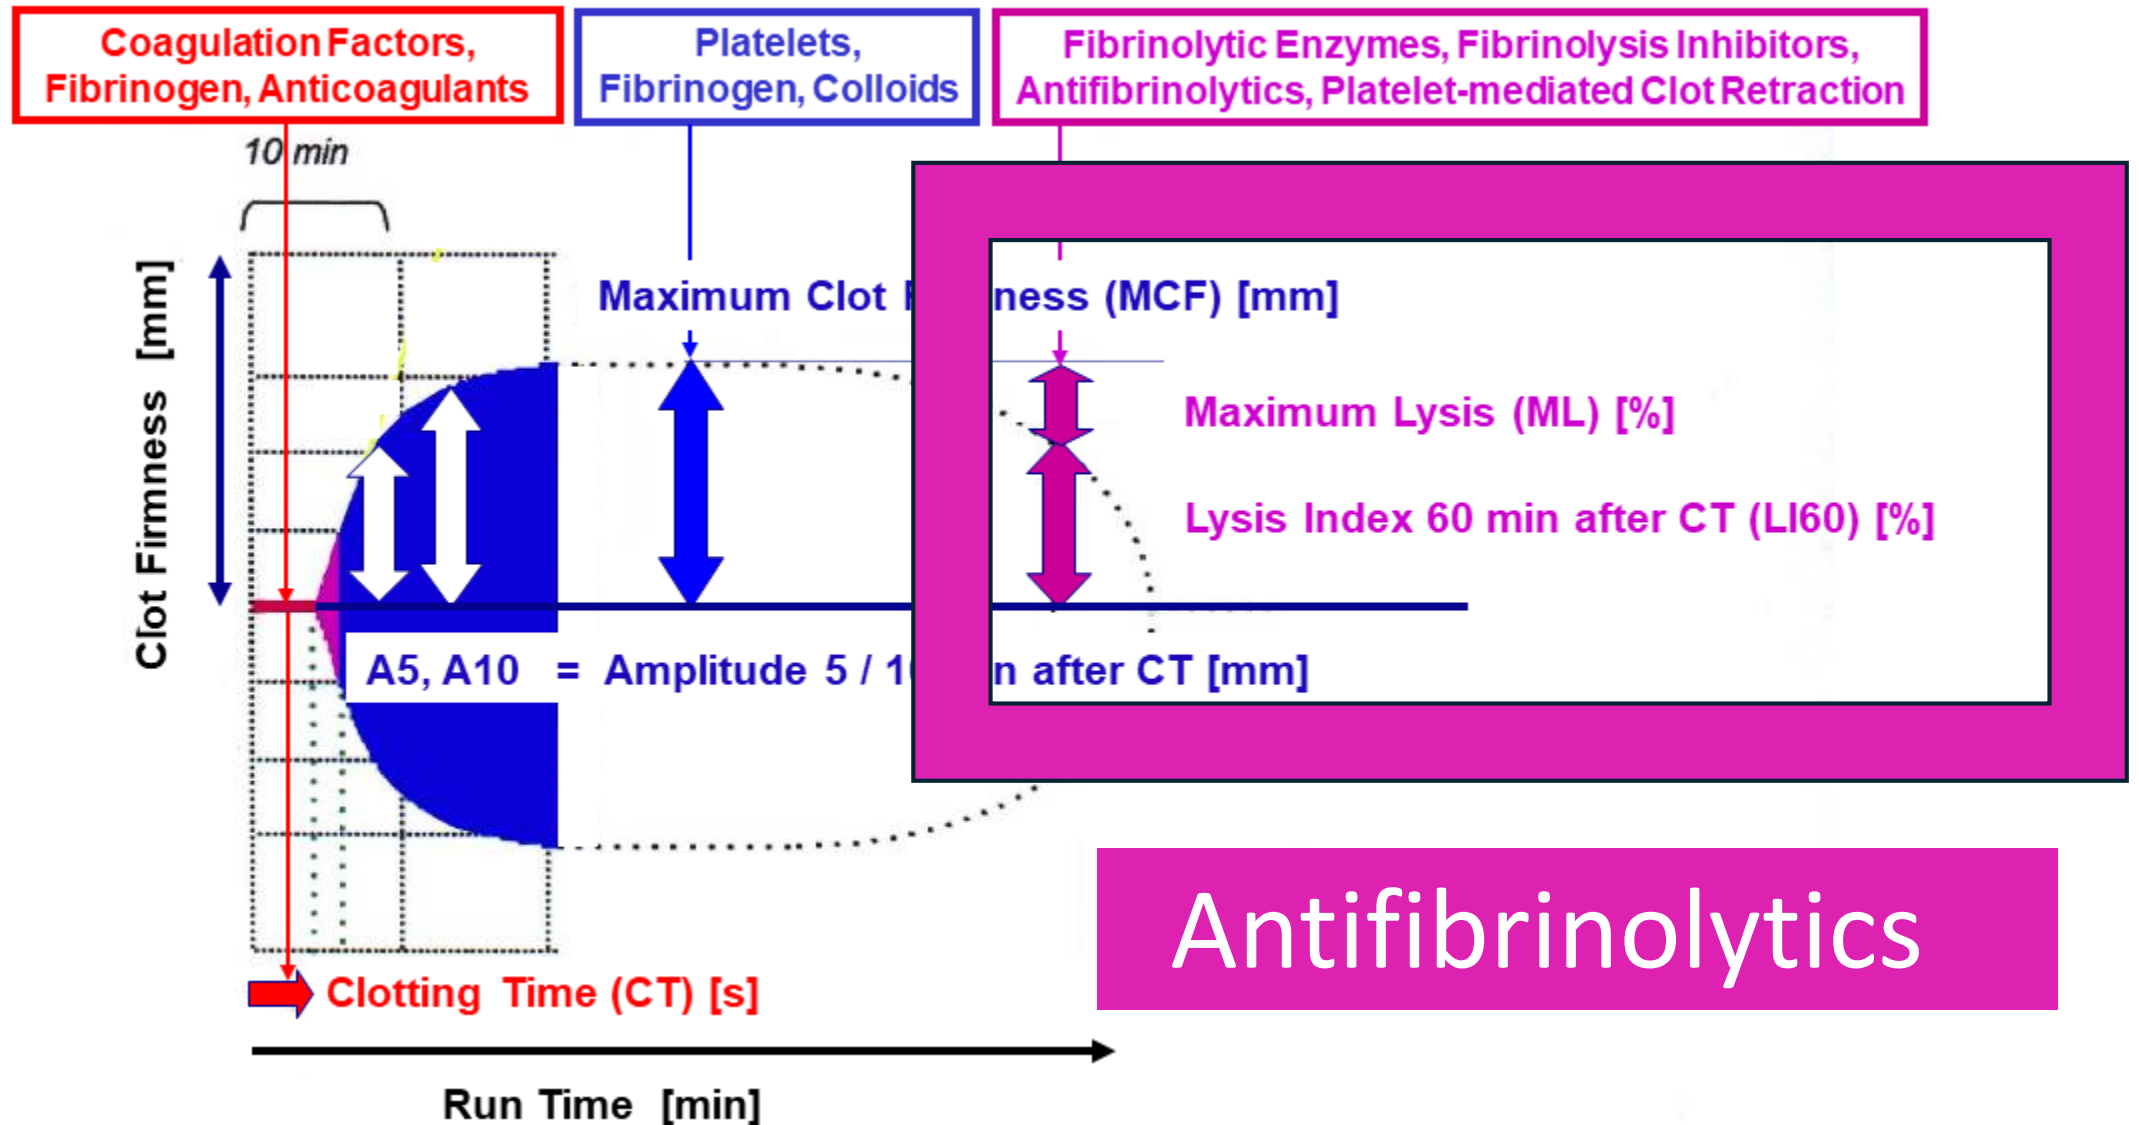 Coagulation Factors,
Fibrinogen, Anticoagulants
Platelets,
Fibrinogen, Colloids
Fibrinolytic Enzymes, Fibrinolysis Inhibitors,
Antifibrinolytics, Platelet-mediated Clot Retraction
10 min
Clot Firmness [mm]
Maximum Clot ness (MCF) [mm]
Maximum Lysis (ML) [%]
Lysis Index 60 min after CT (LI60) [%]
A5, A10 = Amplitude 5 / 1 n after CT [mm]
Antifibrinolytics
Clotting Time (CT) [s]
Run Time [min]